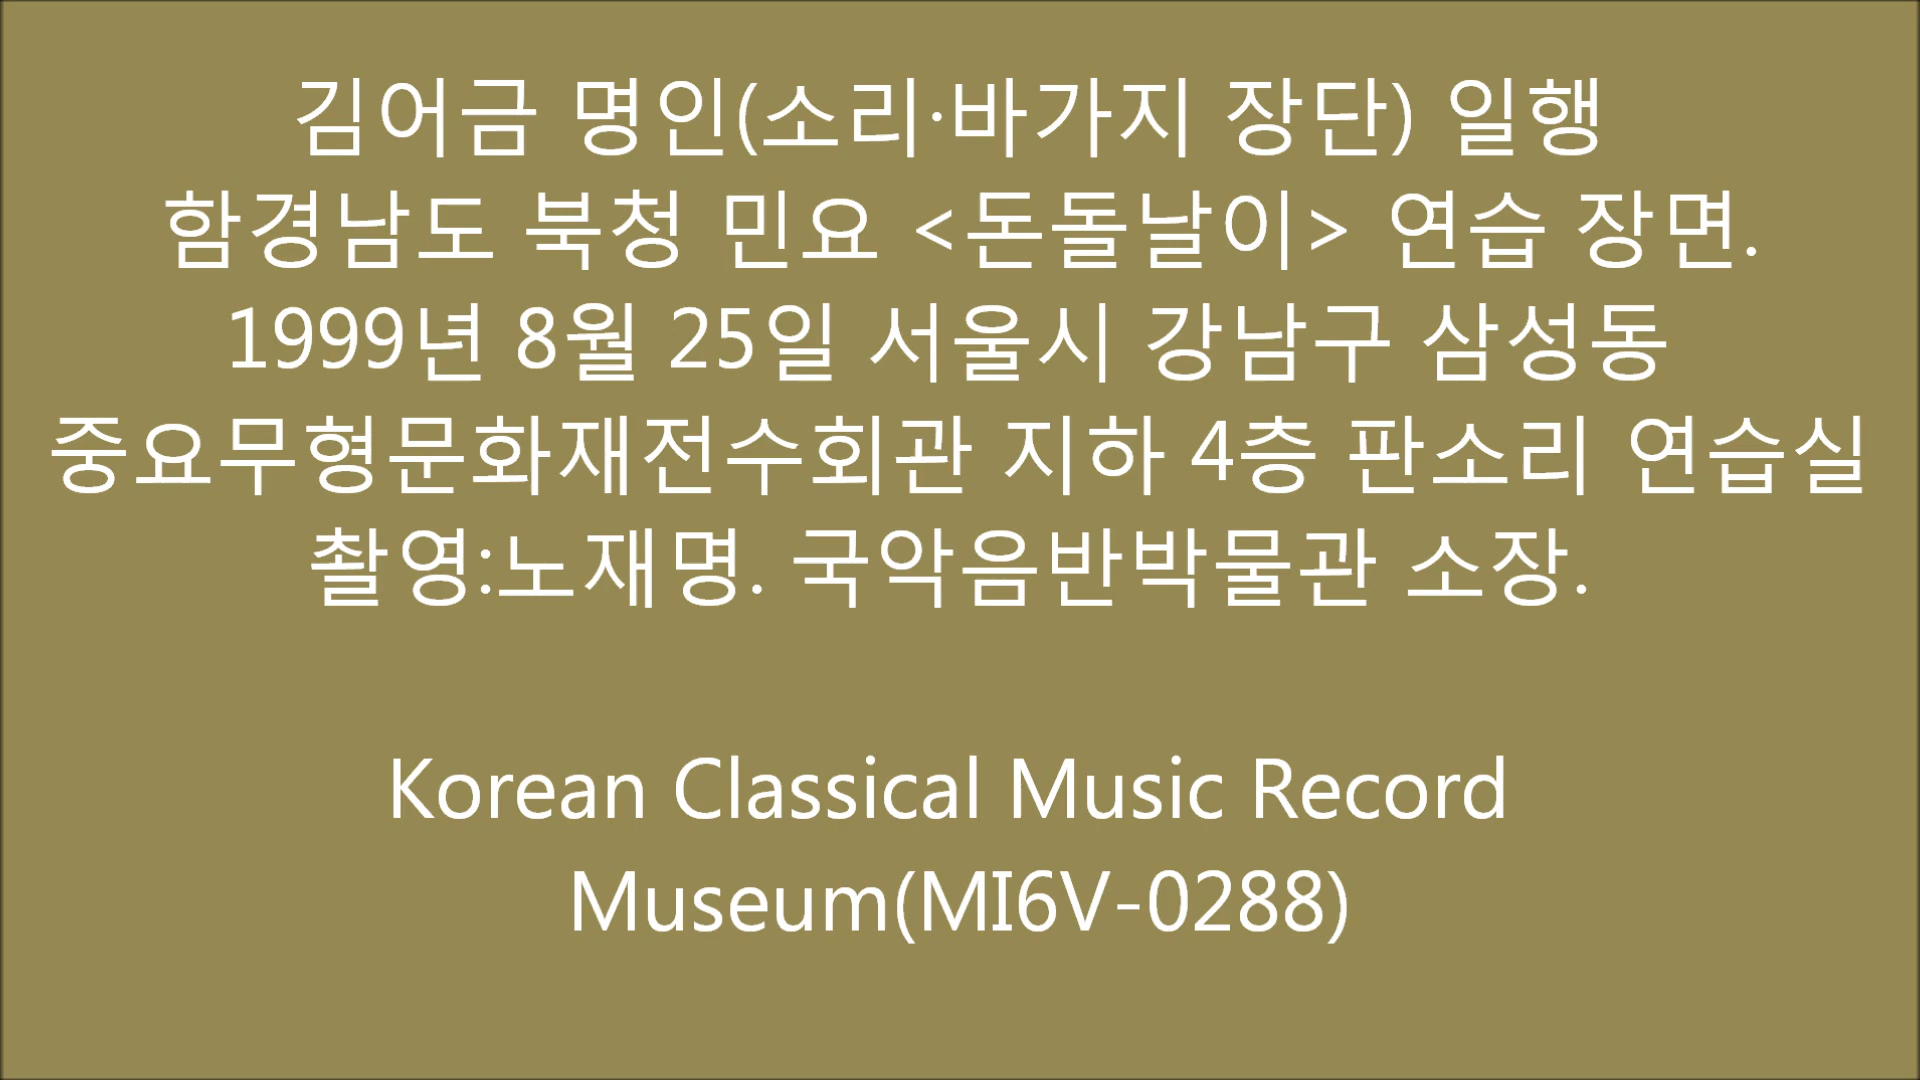 김어금 명인(소리·바가지 장단) 일행
함경남도 북청 민요 <돈돌날이> 연습 장면.
1999년 8월 25일 서울시 강남구 삼성동
중요무형문화재전수회관 지하 4층 판소리 연습실
촬영:노재명. 국악음반박물관 소장.
Korean Classical Music Record
Museum(MI6V-0288)